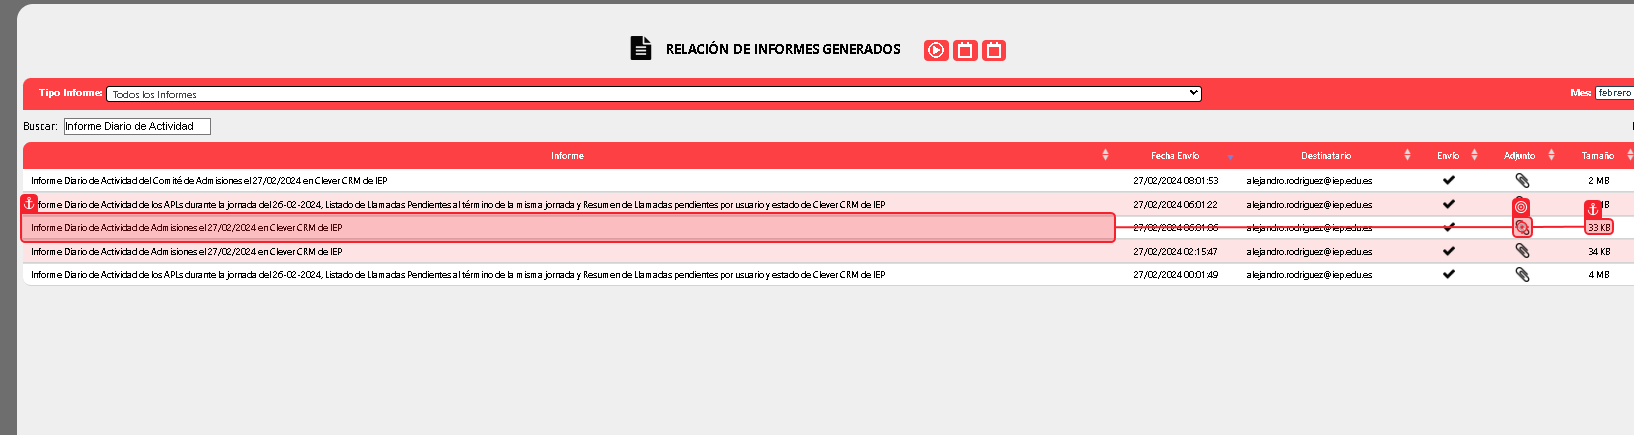 RELACIÓN DE INFORMES GENERADOS
Tipo Informe: Todos los Informes Mes: febrero
Buscar: Informe Diario de Actividad
Informe Fecha Envío Destinatario Envío Adjunto Tamaño
Informe Diario de Actividad del Comité de Admisiones el 27/02/2024 en Clever CRM de IEP 27/02/2024 08:01:53 alejandro.rodriguez@iep.edu.es 2 MB
Informe Diario de Actividad de los APLs durante la jornada del 26-02-2024, Listado de Llamadas Pendientes al término de la misma jornada y Resumen de Llamadas pendientes por usuario y estado de Clever CRM de IEP 27/02/2024 06:01:22 alejandro.rodriguez@iep.edu.es
Informe Diario de Actividad de Admisiones el 27/02/2024 en Clever CRM de IEP 27/02/2024 06:01:06 alejandro.rodriguez@iep.edu.es 33 KB
Informe Diario de Actividad de Admisiones el 27/02/2024 en Clever CRM de IEP 27/02/2024 02:15:47 alejandro.rodriguez@iep.edu.es 34 KB
Informe Diario de Actividad de los APLs durante la jornada del 26-02-2024, Listado de Llamadas Pendientes al término de la misma jornada y Resumen de Llamadas pendientes por usuario y estado de Clever CRM de IEP 27/02/2024 00:01:49 alejandro.rodriguez@iep.edu.es 4 MB